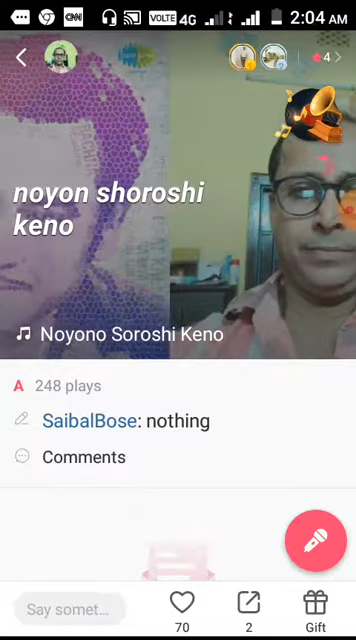 CNN VOLTE 4G 2:04 AM
4
noyon shoroshi
keno
Noyono Soroshi Keno
A 248 plays
SaibalBose: nothing
Comments
Say somet...
70 2 Gift